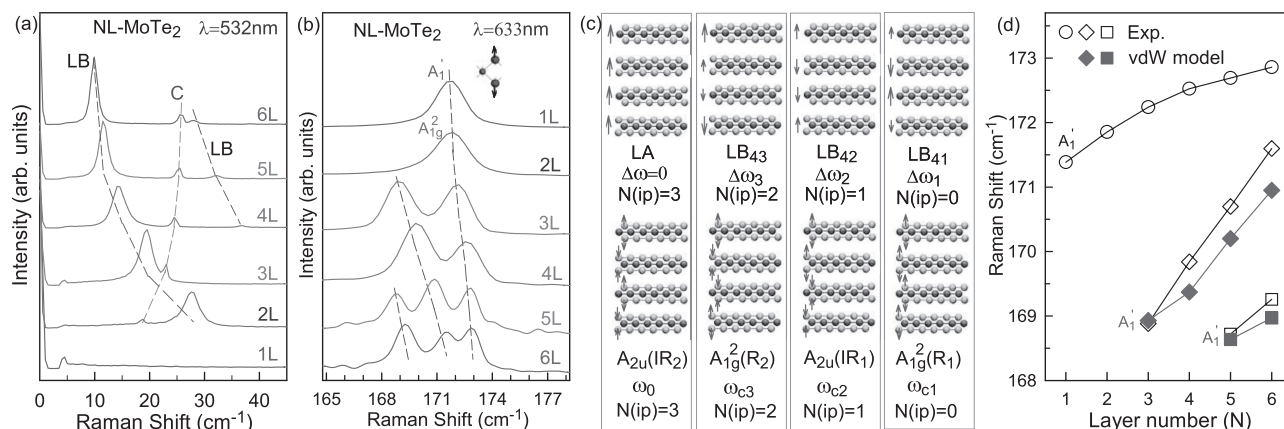 (a)
NL-MoTe₂
λ=532nm
LB
C
LB
6L
5L
4L
3L
2L
1L
Intensity (arb. units)
0 10 20 30 40
Raman Shift (cm⁻¹)
(b)
NL-MoTe₂
λ=633nm
A₁'
A²₁g
1L
2L
3L
4L
5L
6L
Intensity (arb. units)
165 168 171 174 177
Raman Shift (cm⁻¹)
(c)
LA
Δω=0
N(ip)=3
LB₄₃
Δω₃
N(ip)=2
LB₄₂
Δω₂
N(ip)=1
LB₄₁
Δω₁
N(ip)=0
A₂ᵤ(IR₂)
ω₀
N(ip)=3
A²₁g(R₂)
ωc₃
N(ip)=2
A₂ᵤ(IR₁)
ωc₂
N(ip)=1
A²₁g(R₁)
ωc₁
N(ip)=0
(d)
Exp.
vdW model
A₁'
A₁'
A₁'
173
172
171
170
169
168
Raman Shift (cm⁻¹)
1 2 3 4 5 6
Layer number (N)